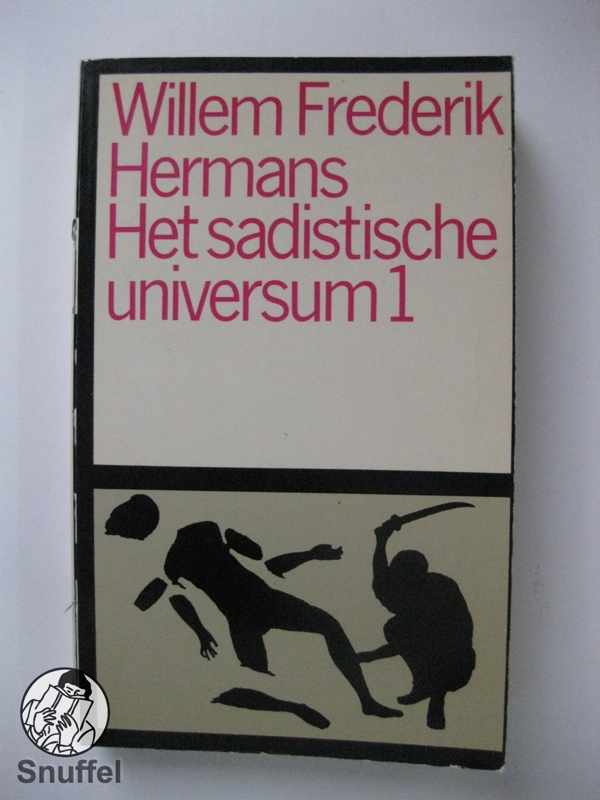 Willem Frederik
Hermans
Het sadistische
universum 1
Snuffel